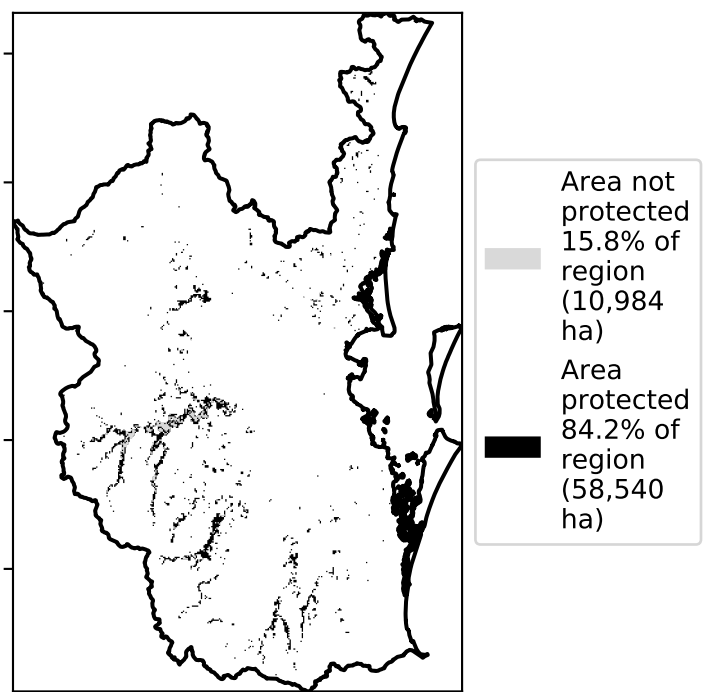 Area not
protected
15.8% of
region
(10,984
ha)
Area
protected
84.2% of
region
(58,540
ha)